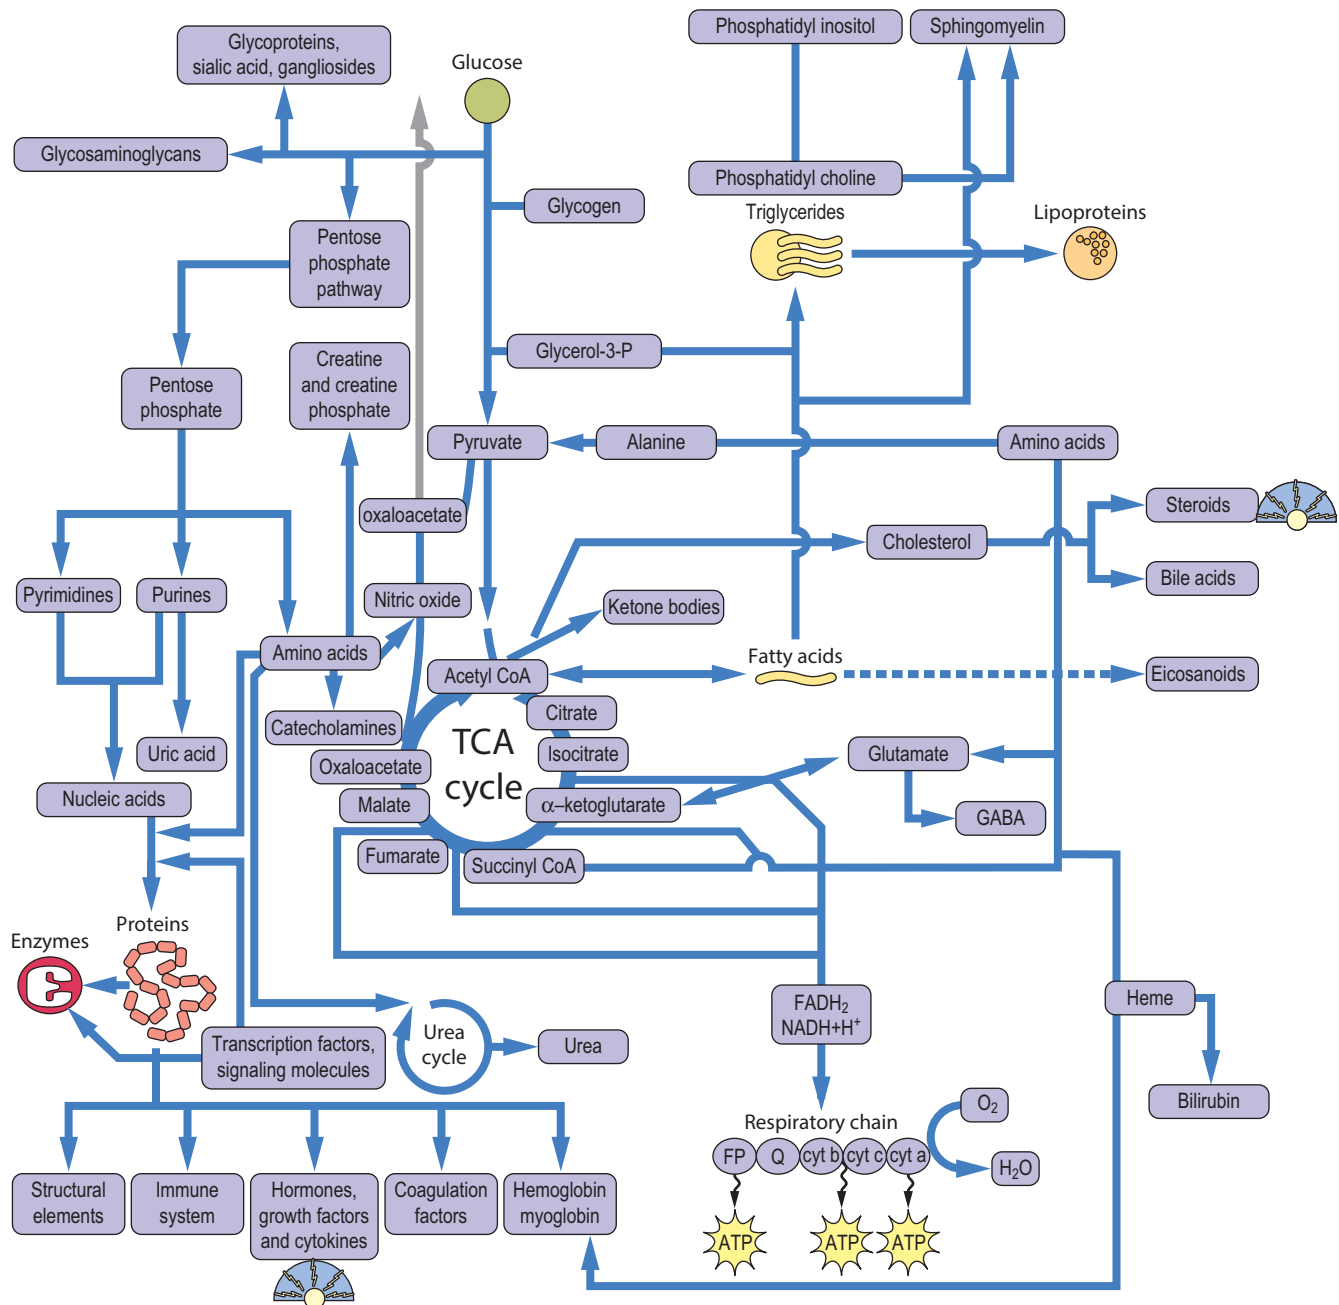 Phosphatidyl inositol
Sphingomyelin
Glycoproteins,
sialic acid, gangliosides
Glucose
Glycosaminoglycans
Phosphatidyl choline
Glycogen
Triglycerides
Lipoproteins
Pentose
phosphate
pathway
Glycerol-3-P
Creatine
and creatine
phosphate
Pentose
phosphate
Pyruvate
Alanine
Amino acids
Steroids
oxaloacetate
Cholesterol
Bile acids
Pyrimidines
Purines
Nitric oxide
Ketone bodies
Amino acids
Acetyl CoA
Fatty acids
Eicosanoids
Citrate
Catecholamines
TCA
cycle
Uric acid
Oxaloacetate
Isocitrate
Glutamate
Nucleic acids
Malate
α–ketoglutarate
GABA
Fumarate
Succinyl CoA
Proteins
Enzymes
FADH₂
NADH+H⁺
Heme
Transcription factors,
signaling molecules
Urea
cycle
Urea
Bilirubin
Respiratory chain
O₂
FP
Q
cyt b
cyt c
cyt a
H₂O
Structural
elements
Immune
system
Hormones,
growth factors
and cytokines
Coagulation
factors
Hemoglobin
myoglobin
ATP
ATP
ATP